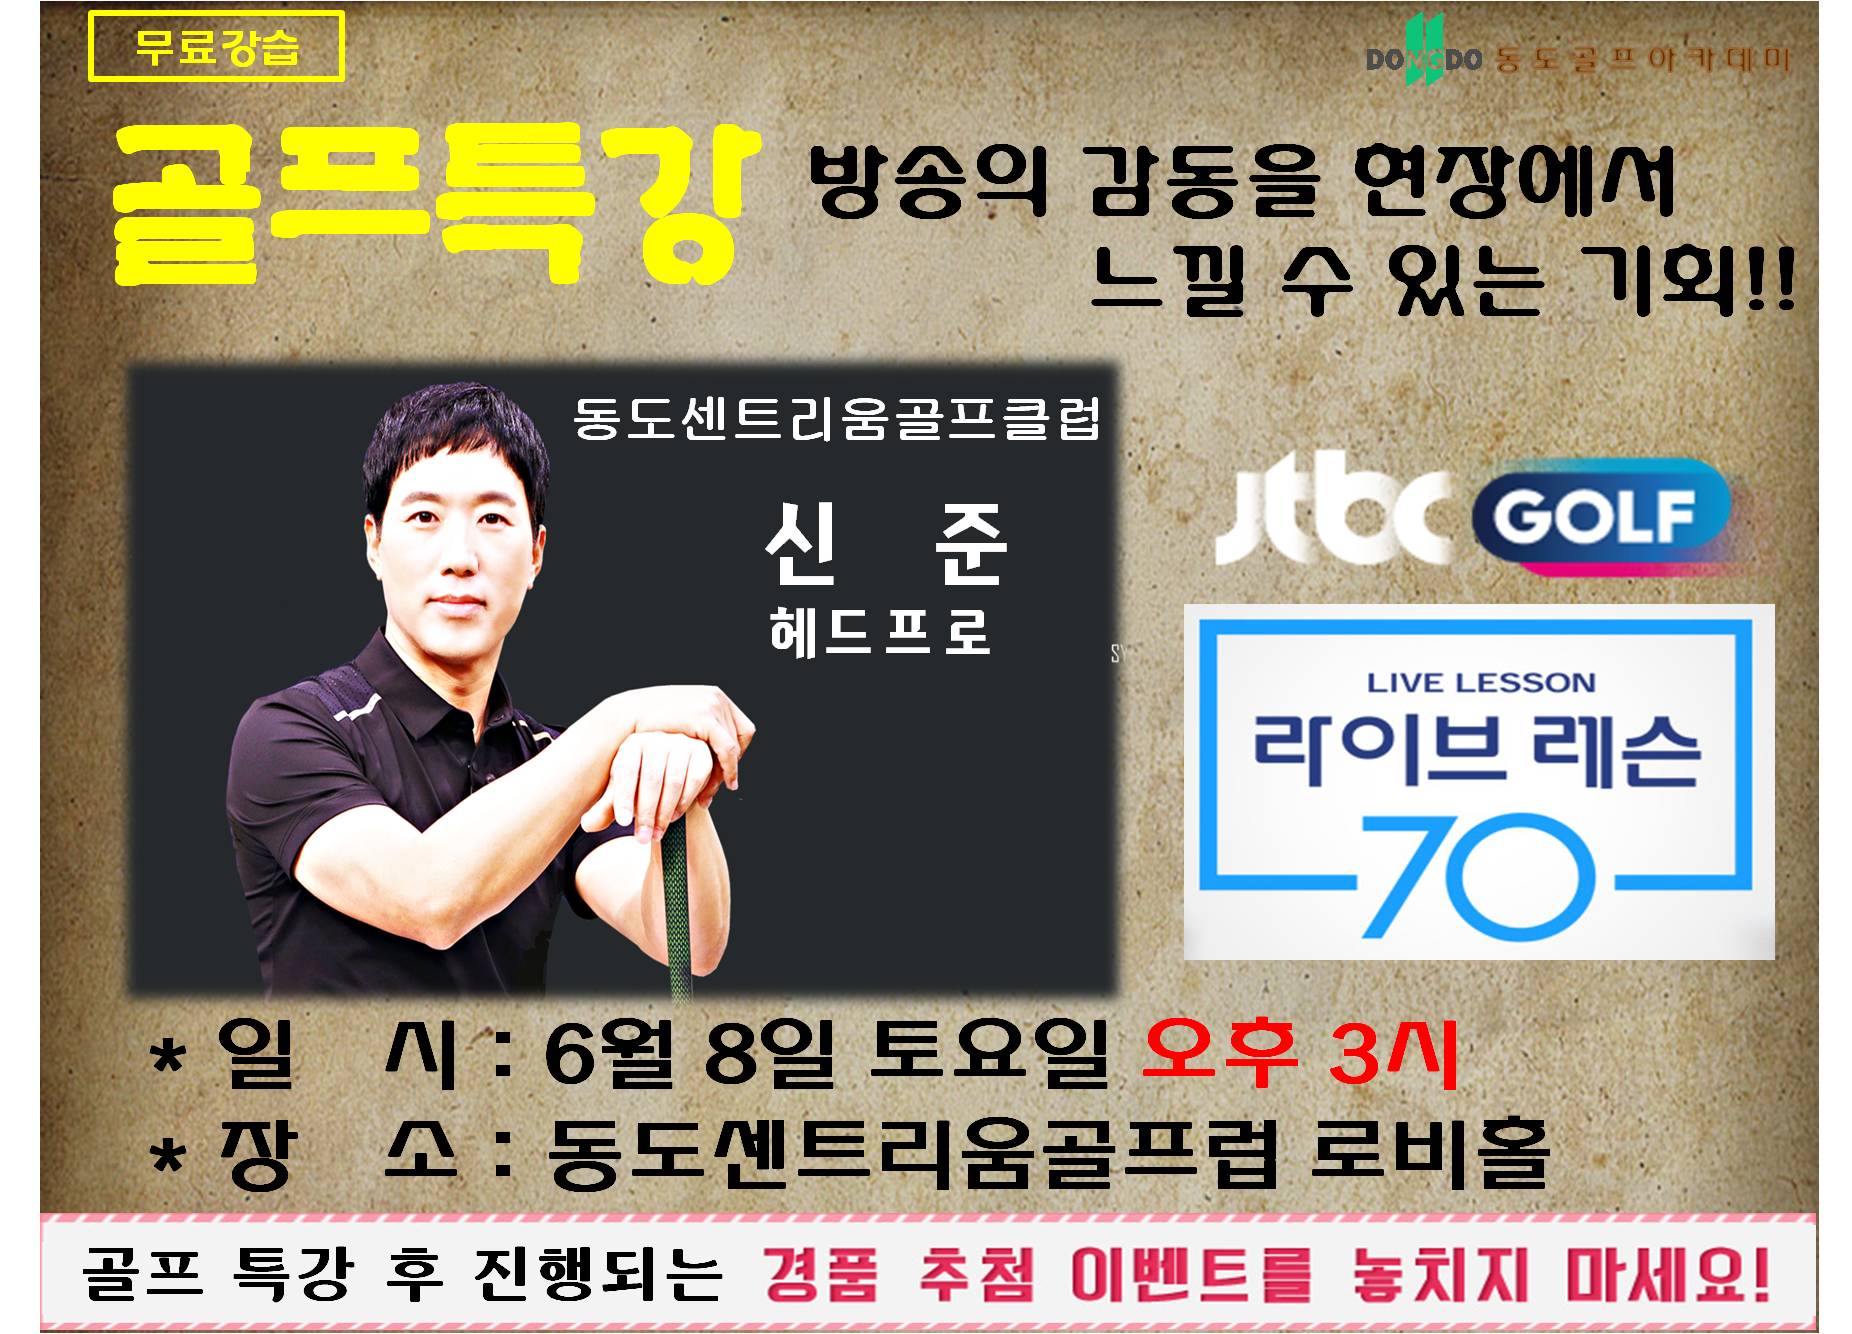 무료강습
DONGDO 동도골프아카데미
골프특강
방송의 감동을 현장에서
느낄 수 있는 기회!!
동도센트리움골프클럽
신 준
헤드프로
jtbc GOLF
SY
LIVE LESSON
라이브 레슨
70
* 일 시 : 6월 8일 토요일 오후 3시
* 장 소 : 동도센트리움골프럽 로비홀
골프 특강 후 진행되는 경품 추첨 이벤트를 놓치지 마세요!